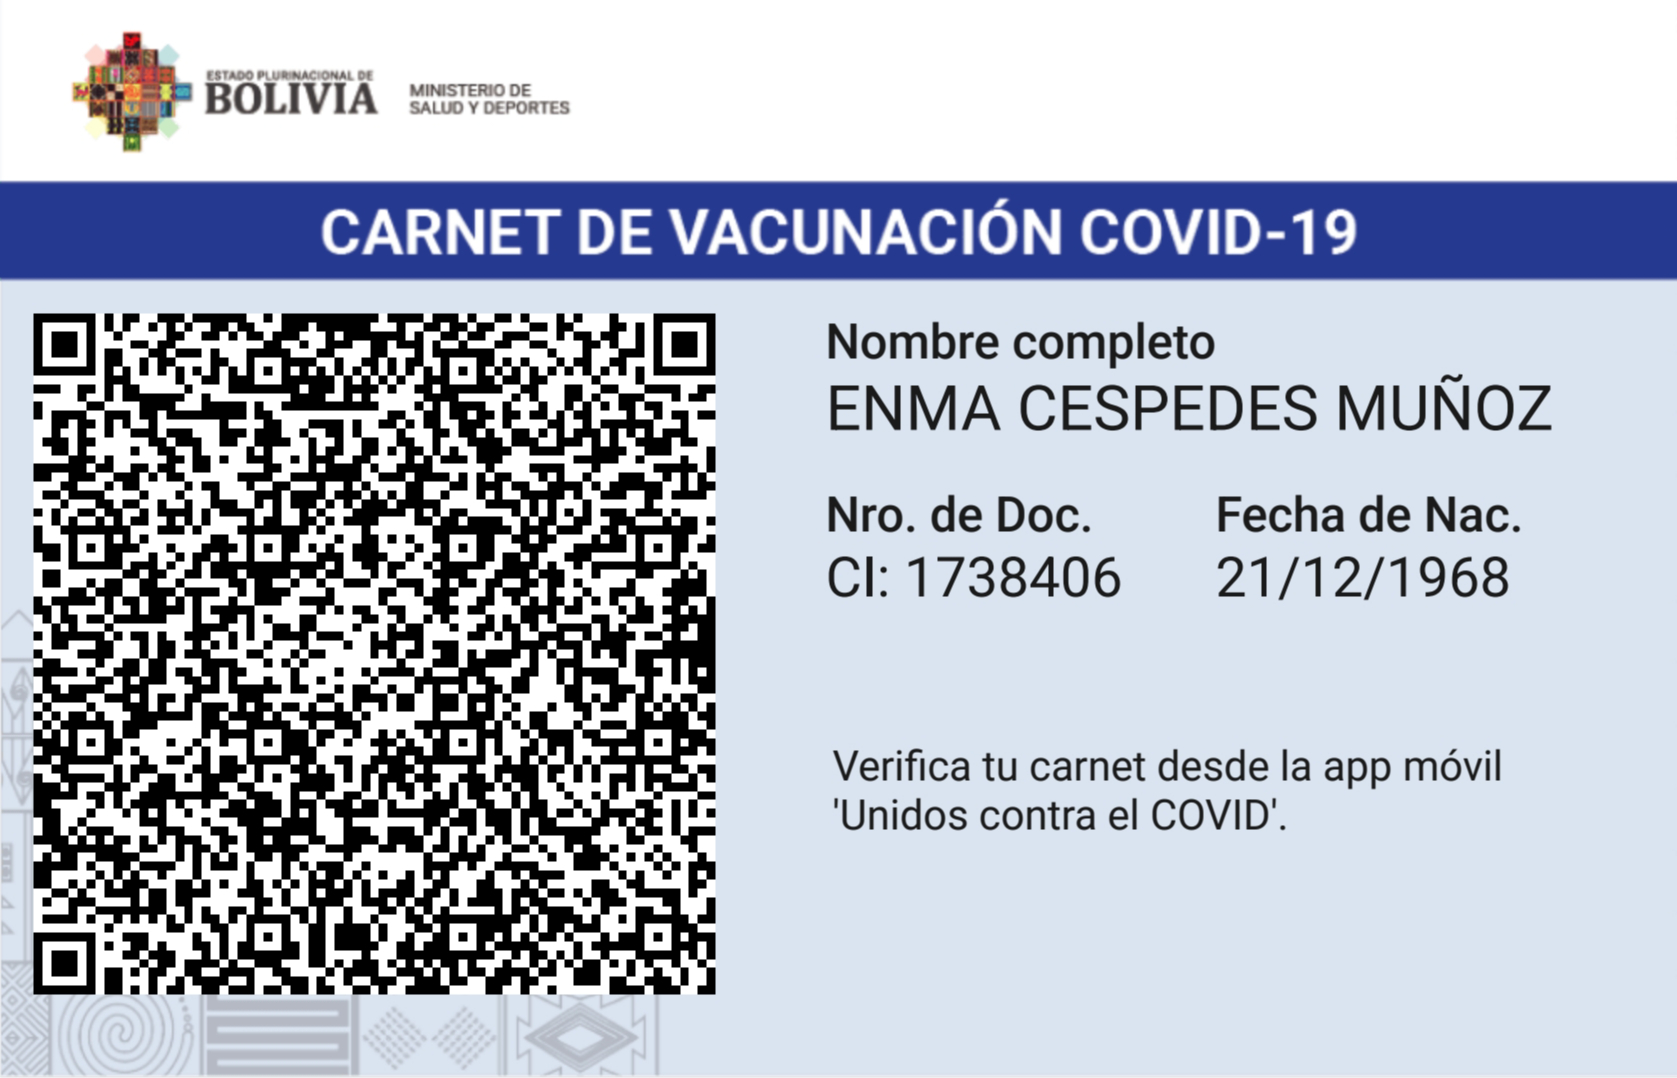 ESTADO PLURINACIONAL DE
BOLIVIA
MINISTERIO DE
SALUD Y DEPORTES
CARNET DE VACUNACIÓN COVID-19
Nombre completo
ENMA CESPEDES MUÑOZ
Nro. de Doc. Fecha de Nac.
CI: 1738406 21/12/1968
Verifica tu carnet desde la app móvil
'Unidos contra el COVID'.